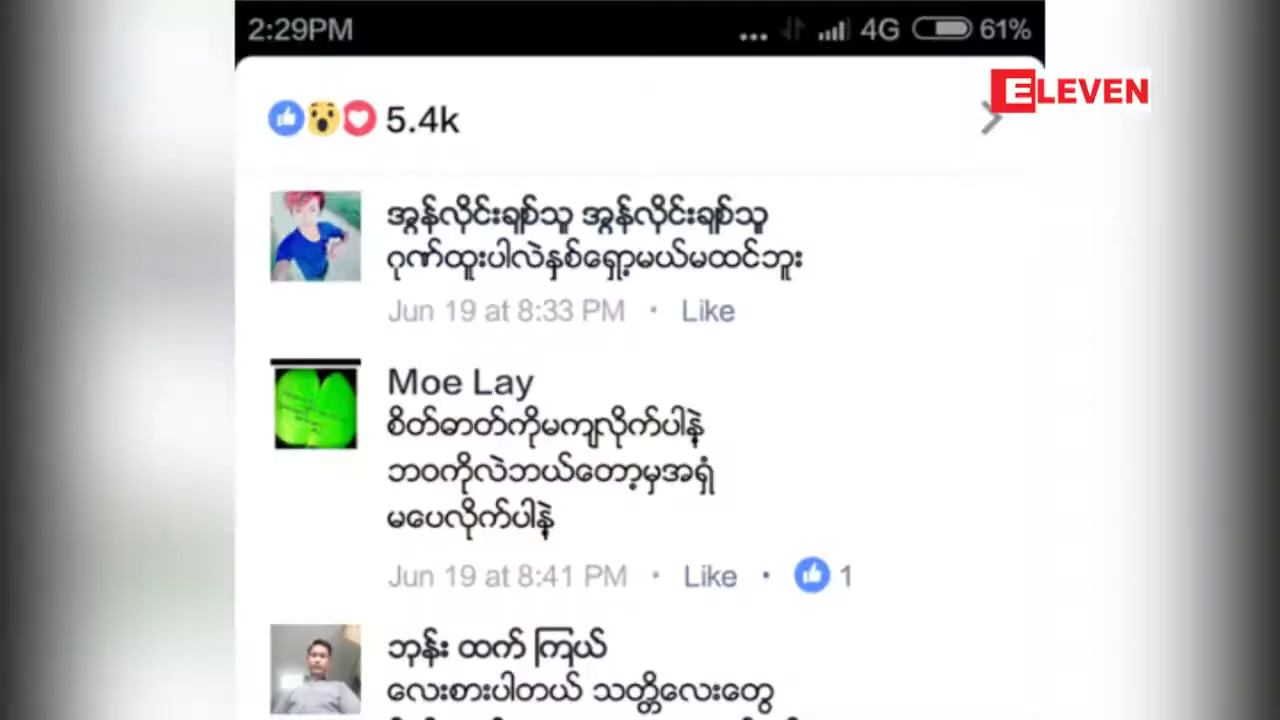 2:29PM
4G
61%
ELEVEN
5.4k
အွန်လိုင်းချစ်သူ အွန်လိုင်းချစ်သူ
ဂုဏ်ထူးပါလဲနှစ်ရှော့မယ်မထင်ဘူး
Jun 19 at 8:33 PM · Like
Moe Lay
စိတ်ဓာတ်ကိုမကျလိုက်ပါနဲ့
ဘဝကိုလဲဘယ်တော့မှအရှုံး
မပေးလိုက်ပါနဲ့
Jun 19 at 8:41 PM · Like · 1
ဘုန်း ထက် ကြယ်
လေးစားပါတယ် သတ္တိလေးတွေ